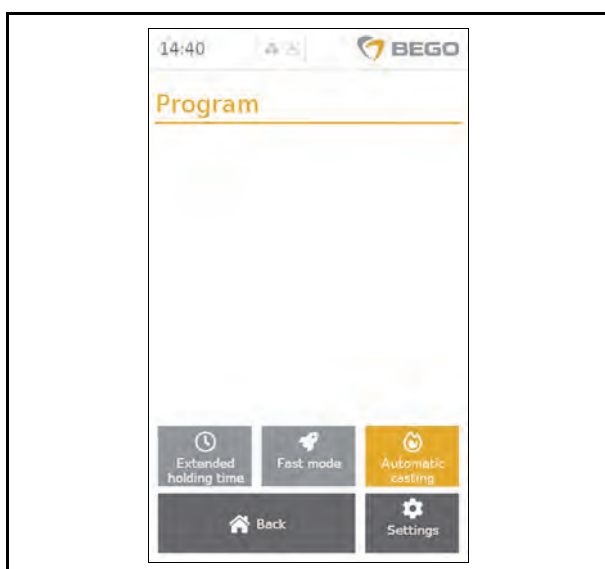 14:40 BEGO
Program
Extended
holding time
Fast mode
Automatic
casting
Back
Settings